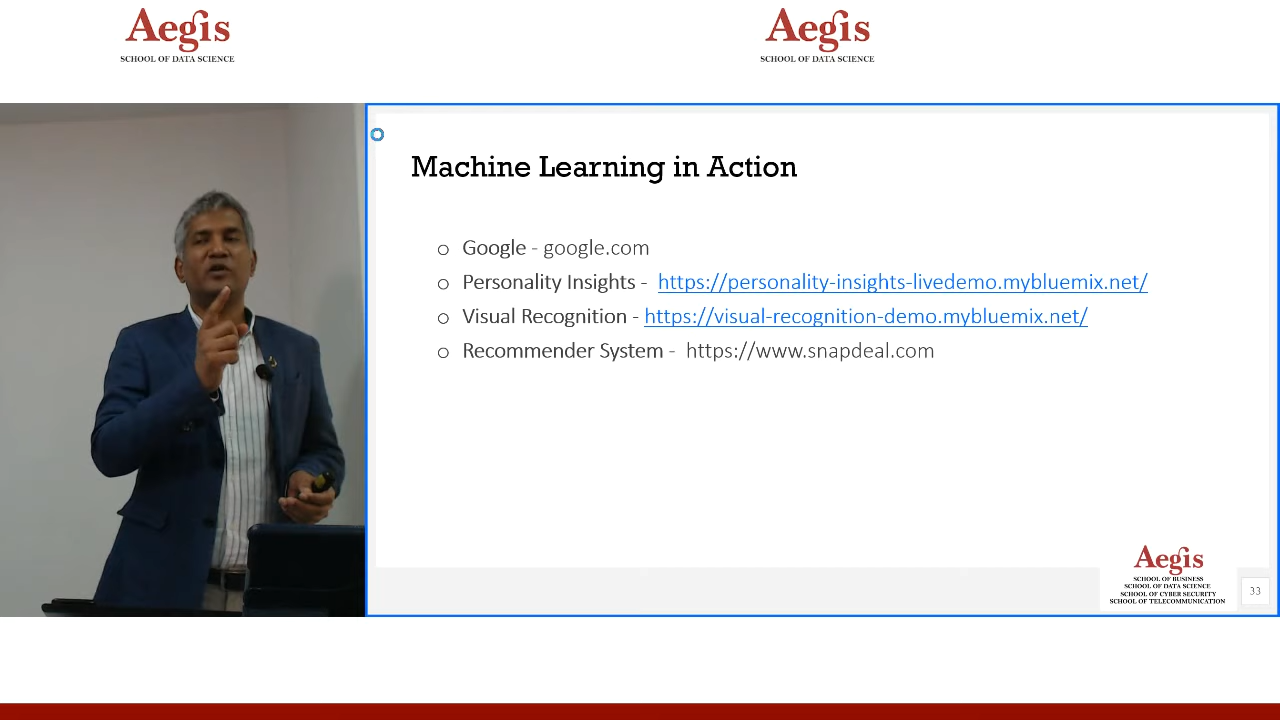 Aegis
SCHOOL OF DATA SCIENCE
Aegis
SCHOOL OF DATA SCIENCE
Machine Learning in Action
o Google - google.com
o Personality Insights - https://personality-insights-livedemo.mybluemix.net/
o Visual Recognition - https://visual-recognition-demo.mybluemix.net/
o Recommender System - https://www.snapdeal.com
Aegis
SCHOOL OF BUSINESS
SCHOOL OF DATA SCIENCE
SCHOOL OF CYBER SECURITY
SCHOOL OF TELECOMMUNICATION
33